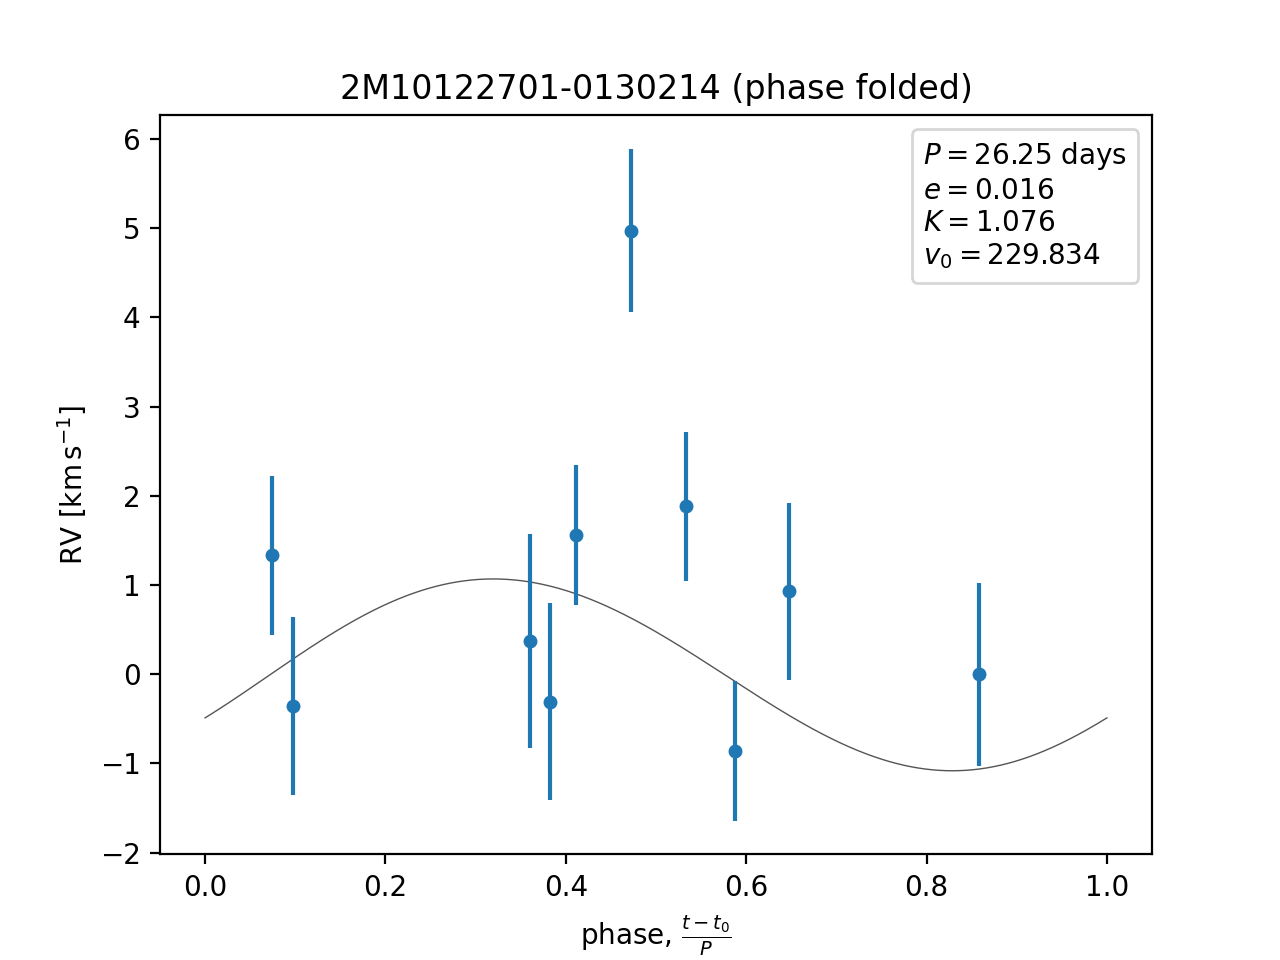 2M10122701-0130214 (phase folded)
P = 26.25 days
e = 0.016
K = 1.076
v₀ = 229.834
6
5
4
3
2
1
0
−1
−2
RV [km s⁻¹]
0.0 0.2 0.4 0.6 0.8 1.0
phase, (t − t₀)/P